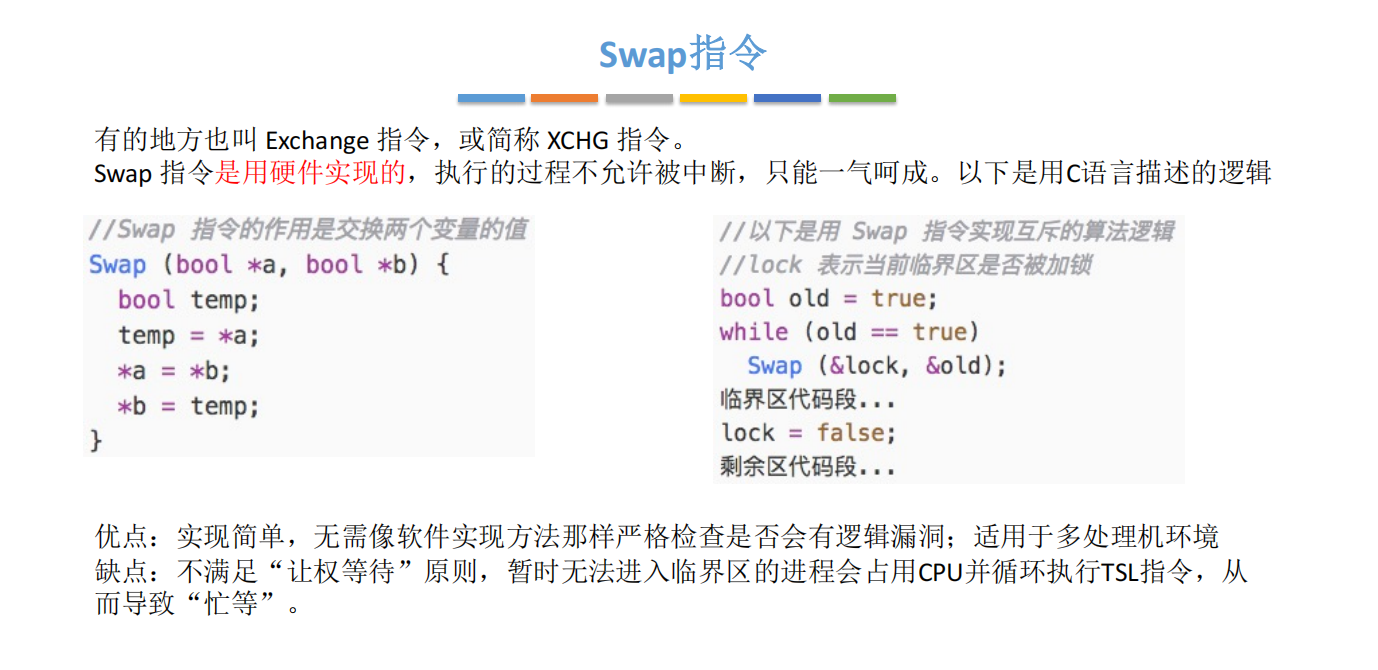 Swap指令
有的地方也叫 Exchange 指令，或简称 XCHG 指令。
Swap 指令是用硬件实现的，执行的过程不允许被中断，只能一气呵成。以下是用C语言描述的逻辑
//Swap 指令的作用是交换两个变量的值
Swap (bool *a, bool *b) {
  bool temp;
  temp = *a;
  *a = *b;
  *b = temp;
}
//以下是用 Swap 指令实现互斥的算法逻辑
//lock 表示当前临界区是否被加锁
bool old = true;
while (old == true)
  Swap (&lock, &old);
临界区代码段...
lock = false;
剩余区代码段...
优点：实现简单，无需像软件实现方法那样严格检查是否会有逻辑漏洞；适用于多处理机环境
缺点：不满足“让权等待”原则，暂时无法进入临界区的进程会占用CPU并循环执行TSL指令，从
而导致“忙等”。